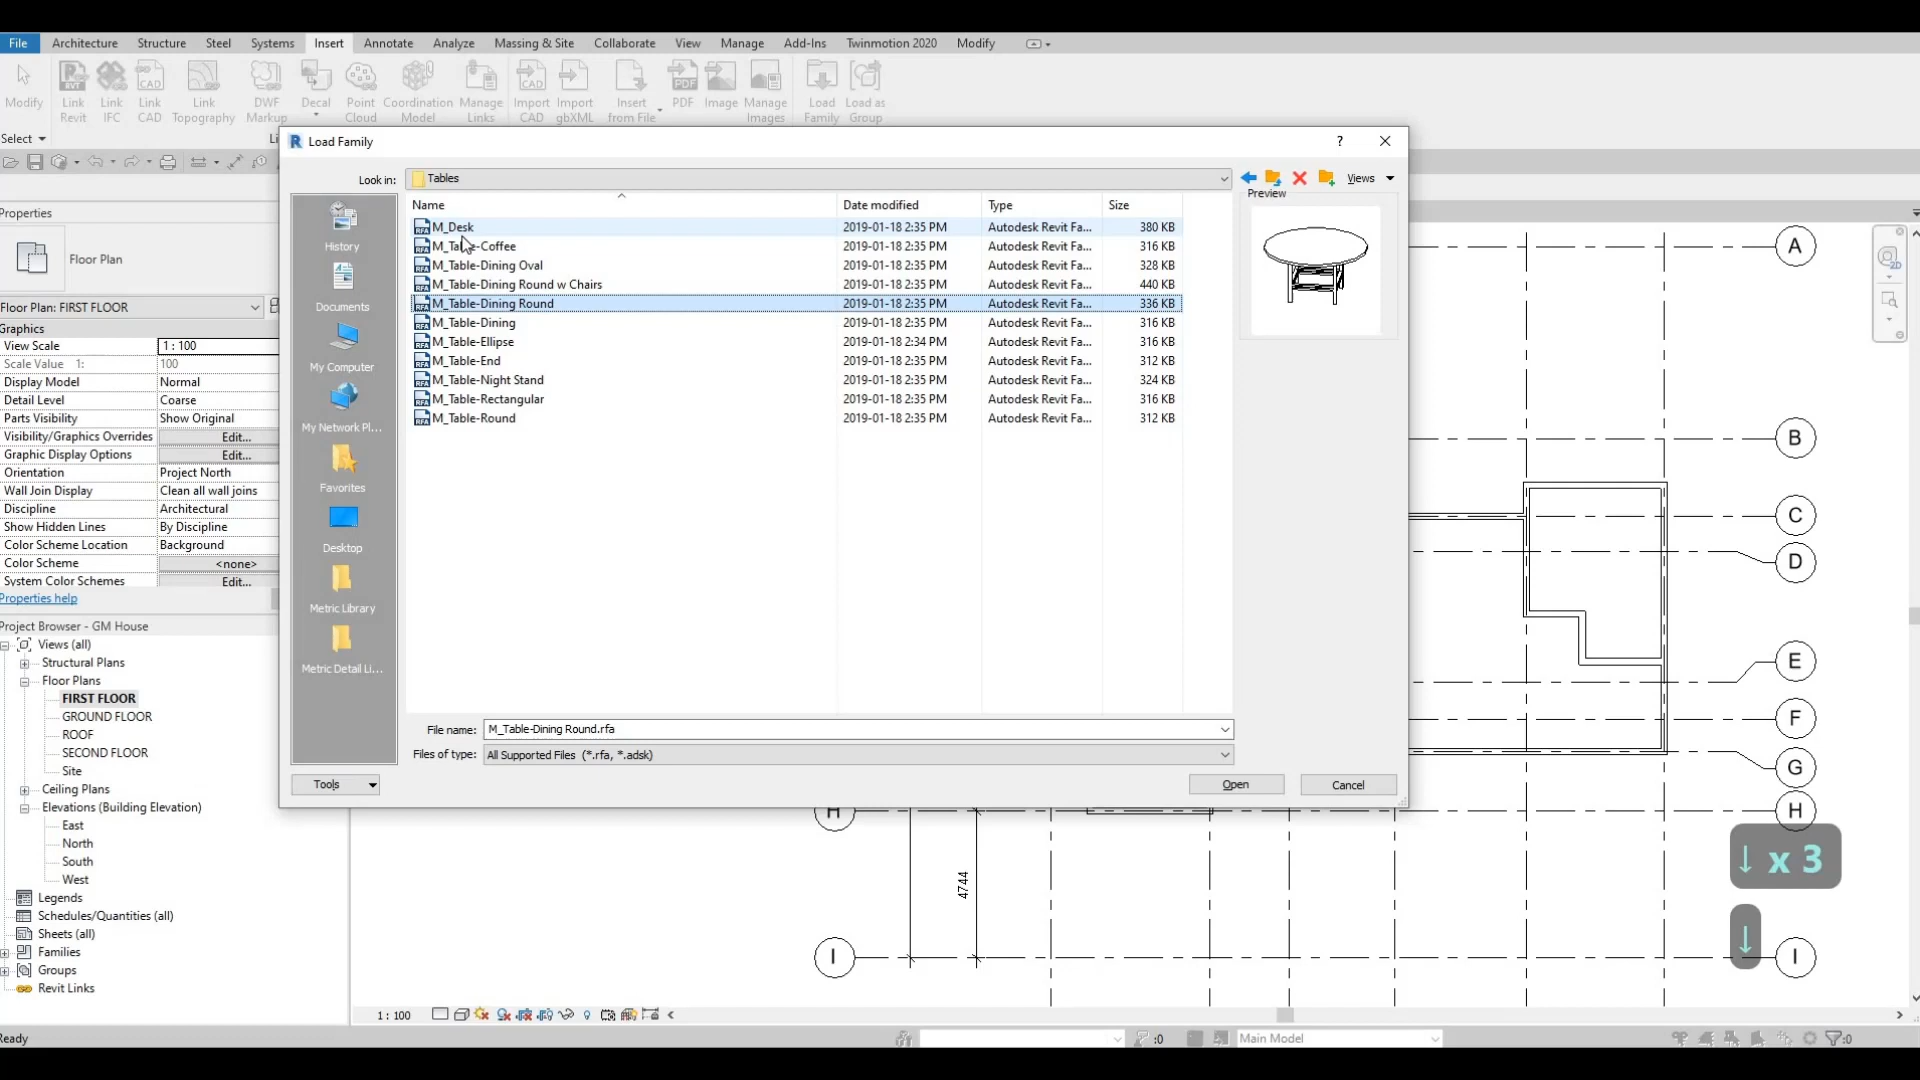 File Architecture Structure Steel Systems Insert Annotate Analyze Massing & Site Collaborate View Manage Add-Ins Twinmotion 2020 Modify
Modify Link Revit Link IFC Link CAD Link Topography DWF Markup Decal Point Cloud Coordination Model Manage Links Import CAD Import gbXML Insert from File PDF Image Manage Images Load Family Load as Group
Select
Load Family
?
Properties
Floor Plan
Floor Plan: FIRST FLOOR
Graphics
View Scale 1 : 100
Scale Value 1: 100
Display Model Normal
Detail Level Coarse
Parts Visibility Show Original
Visibility/Graphics Overrides Edit...
Graphic Display Options Edit...
Orientation Project North
Wall Join Display Clean all wall joins
Discipline Architectural
Show Hidden Lines By Discipline
Color Scheme Location Background
Color Scheme <none>
System Color Schemes Edit...
Properties help
Project Browser - GM House
Views (all)
Structural Plans
Floor Plans
FIRST FLOOR
GROUND FLOOR
ROOF
SECOND FLOOR
Site
Ceiling Plans
Elevations (Building Elevation)
East
North
South
West
Legends
Schedules/Quantities (all)
Sheets (all)
Families
Groups
Revit Links
Look in: Tables
Views
Preview
History
Documents
My Computer
My Network Pl...
Favorites
Desktop
Metric Library
Metric Detail Li...
Name Date modified Type Size
M_Desk 2019-01-18 2:35 PM Autodesk Revit Fa... 380 KB
M_Table-Coffee 2019-01-18 2:35 PM Autodesk Revit Fa... 316 KB
M_Table-Dining Oval 2019-01-18 2:35 PM Autodesk Revit Fa... 328 KB
M_Table-Dining Round w Chairs 2019-01-18 2:35 PM Autodesk Revit Fa... 440 KB
M_Table-Dining Round 2019-01-18 2:35 PM Autodesk Revit Fa... 336 KB
M_Table-Dining 2019-01-18 2:35 PM Autodesk Revit Fa... 316 KB
M_Table-Ellipse 2019-01-18 2:34 PM Autodesk Revit Fa... 316 KB
M_Table-End 2019-01-18 2:35 PM Autodesk Revit Fa... 312 KB
M_Table-Night Stand 2019-01-18 2:35 PM Autodesk Revit Fa... 324 KB
M_Table-Rectangular 2019-01-18 2:35 PM Autodesk Revit Fa... 316 KB
M_Table-Round 2019-01-18 2:35 PM Autodesk Revit Fa... 312 KB
File name: M_Table-Dining Round.rfa
Files of type: All Supported Files (*.rfa, *.adsk)
Tools Open Cancel
2D
A
B
C
D
E
F
G
H H
4744
I I
↓ x 3
↓
1 : 100
Ready :0 Main Model :0